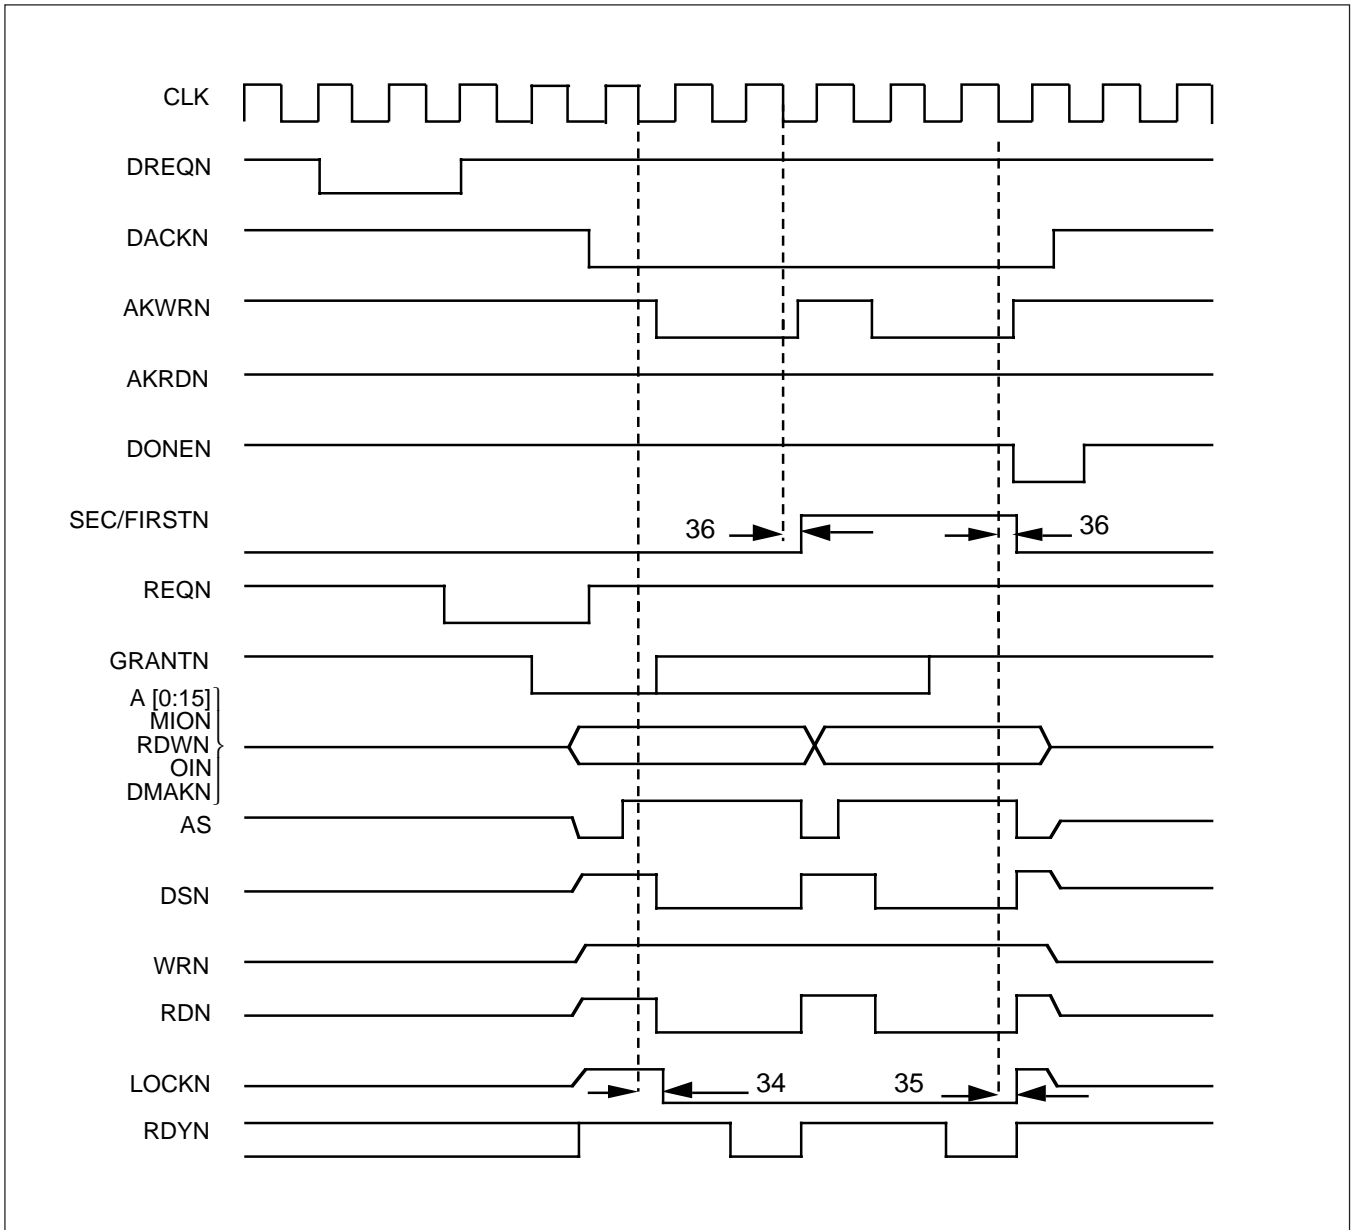 CLK
DREQN
DACKN
AKWRN
AKRDN
DONEN
SEC/FIRSTN
36
36
REQN
GRANTN
A [0:15]
MION
RDWN
OIN
DMAKN
AS
DSN
WRN
RDN
LOCKN
34
35
RDYN